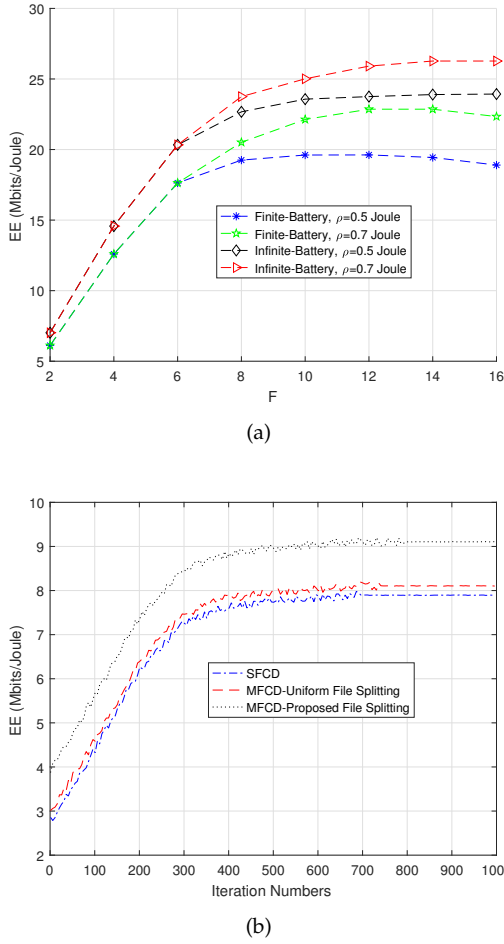 30
25
20
15
10
5
EE (Mbits/Joule)
Finite-Battery, ρ=0.5 Joule
Finite-Battery, ρ=0.7 Joule
Infinite-Battery, ρ=0.5 Joule
Infinite-Battery, ρ=0.7 Joule
2 4 6 8 10 12 14 16
F
(a)
10
9
8
7
6
5
4
3
2
EE (Mbits/Joule)
SFCD
MFCD-Uniform File Splitting
MFCD-Proposed File Splitting
0 100 200 300 400 500 600 700 800 900 100
Iteration Numbers
(b)